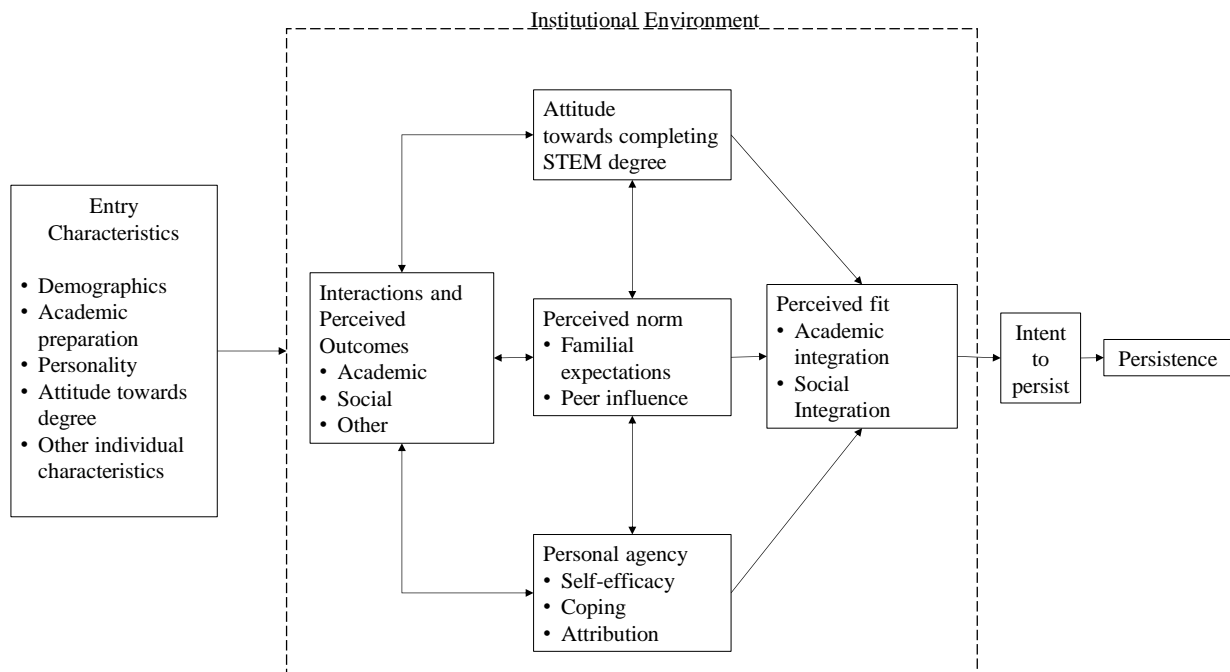 Institutional Environment
Entry
Characteristics
• Demographics
• Academic
preparation
• Personality
• Attitude towards
degree
• Other individual
characteristics
Interactions and
Perceived
Outcomes
• Academic
• Social
• Other
Attitude
towards completing
STEM degree
Perceived norm
• Familial
expectations
• Peer influence
Personal agency
• Self-efficacy
• Coping
• Attribution
Perceived fit
• Academic
integration
• Social
Integration
Intent
to
persist
Persistence